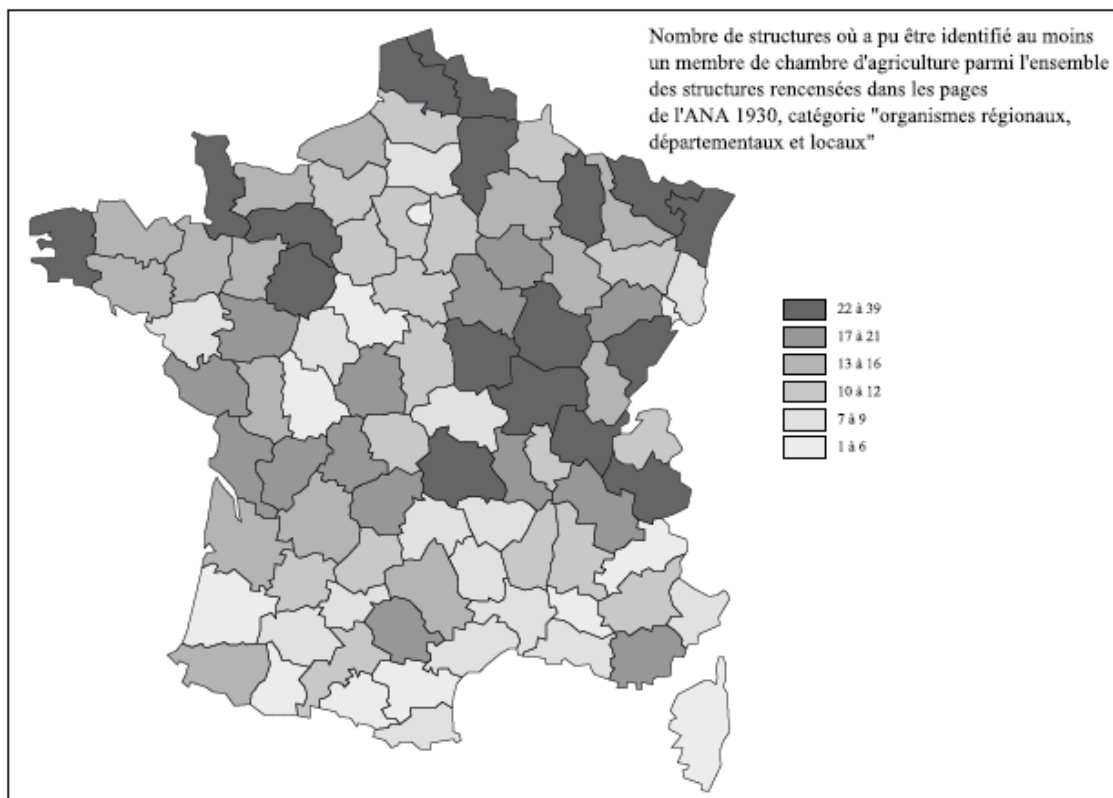 Nombre de structures où a pu être identifié au moins
un membre de chambre d'agriculture parmi l'ensemble
des structures rencensées dans les pages
de l'ANA 1930, catégorie "organismes régionaux,
départementaux et locaux"
22 à 39
17 à 21
13 à 16
10 à 12
7 à 9
1 à 6